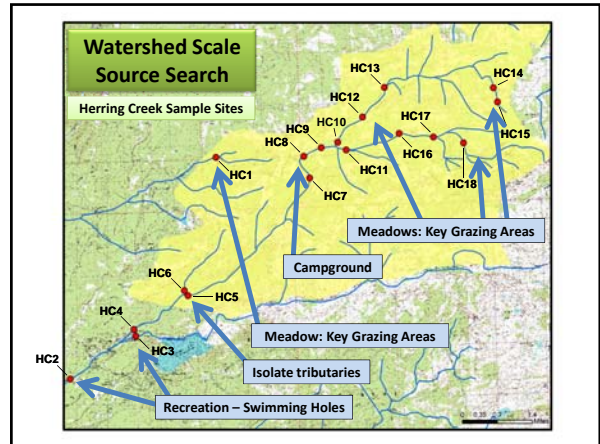 Watershed Scale
Source Search
Herring Creek Sample Sites
HC13
HC14
HC12
HC17
HC10
HC9
HC15
HC8
HC16
HC11
HC1
HC18
HC7
Meadows: Key Grazing Areas
Campground
HC6
HC5
HC4
Meadow: Key Grazing Areas
HC3
HC2
Isolate tributaries
Recreation – Swimming Holes